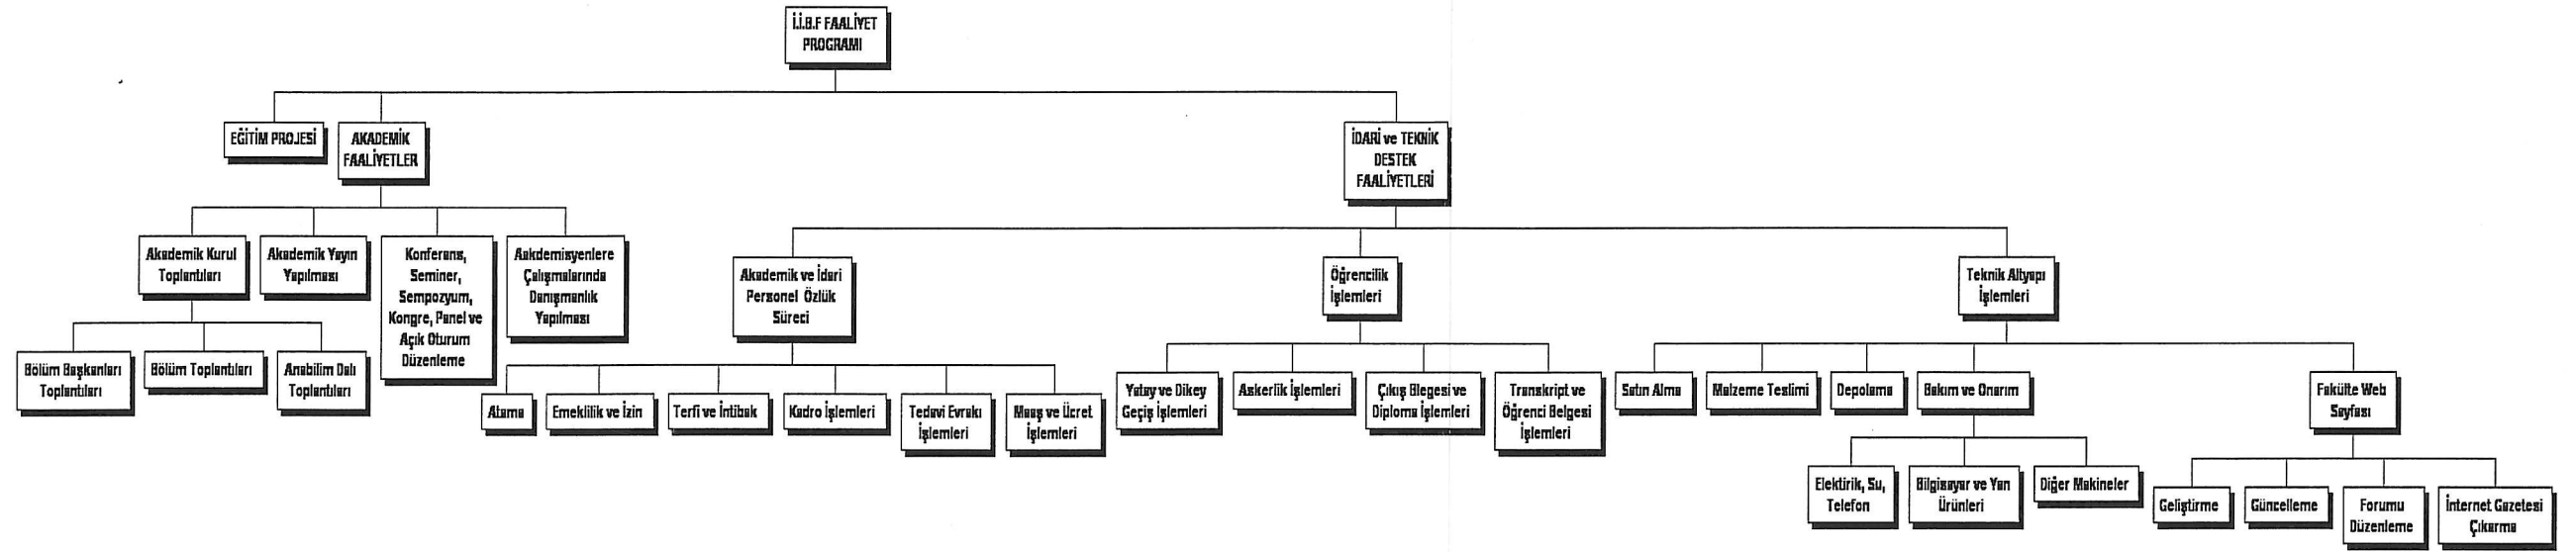 İ.İ.B.F FAALİYET
PROGRAMI
EĞİTİM PROJESİ
AKADEMİK
FAALİYETLER
İDARİ ve TEKNİK
DESTEK
FAALİYETLERİ
Akademik Kurul
Toplantıları
Akademik Yayın
Yapılması
Konferans,
Seminer,
Sempozyum,
Kongre, Panel ve
Açık Oturum
Düzenleme
Aakdemisyenlere
Çalışmalarında
Danışmanlık
Yapılması
Akademik ve İdari
Personel Özlük
Süreci
Öğrencilik
İşlemleri
Teknik Altyapı
İşlemleri
Bölüm Başkanları
Toplantıları
Bölüm Toplantıları
Anabilim Dalı
Toplantıları
Atama
Emeklilik ve İzin
Terfi ve İntibak
Kadro İşlemleri
Tedavi Evrakı
İşlemleri
Maaş ve Ücret
İşlemleri
Yatay ve Dikey
Geçiş İşlemleri
Askerlik İşlemleri
Çıkış Blegesi ve
Diploma İşlemleri
Transkript ve
Öğrenci Belgesi
İşlemleri
Satın Alma
Malzeme Teslimi
Depolama
Bakım ve Onarım
Fakülte Web
Sayfası
Elektirik, Su,
Telefon
Bilgisayar ve Yan
Ürünleri
Diğer Makineler
Geliştirme
Güncelleme
Forumu
Düzenleme
İnternet Gazetesi
Çıkarma